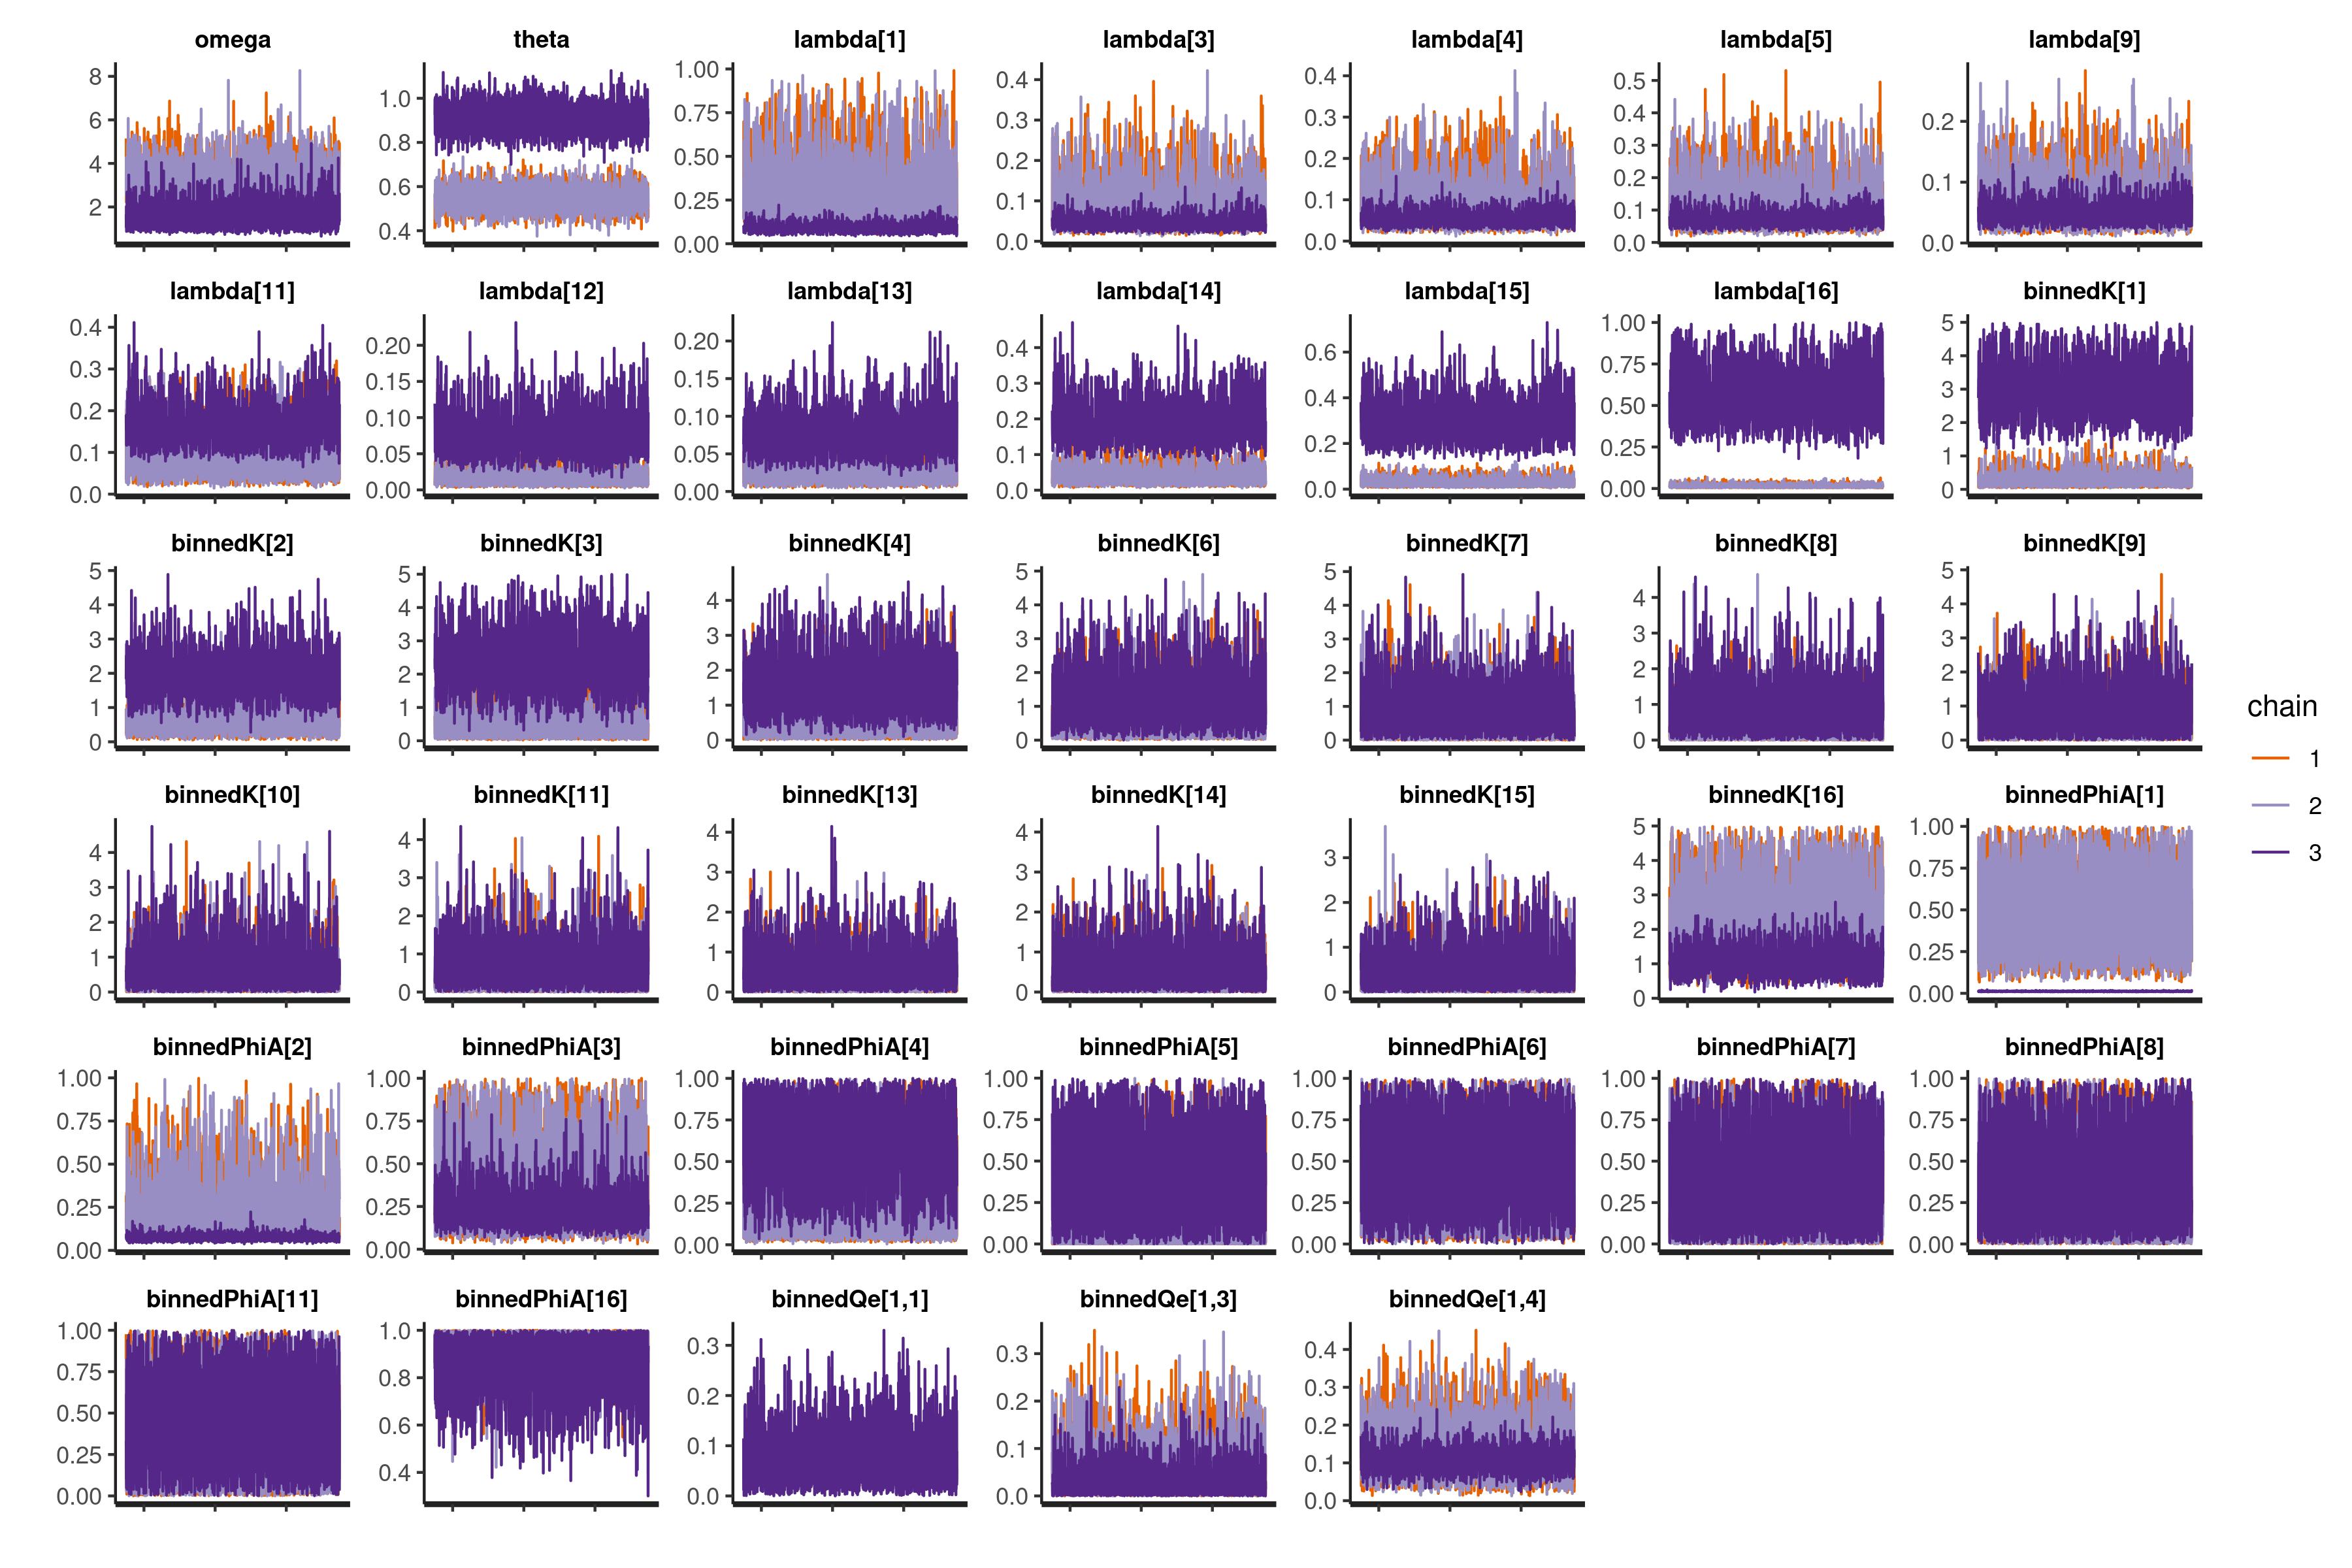 omega theta lambda[1] lambda[3] lambda[4] lambda[5] lambda[9]
8 6 4 2
1.0 0.8 0.6 0.4
1.00 0.75 0.50 0.25 0.00
0.4 0.3 0.2 0.1 0.0
0.4 0.3 0.2 0.1 0.0
0.5 0.4 0.3 0.2 0.1 0.0
0.2 0.1 0.0
lambda[11] lambda[12] lambda[13] lambda[14] lambda[15] lambda[16] binnedK[1]
0.4 0.3 0.2 0.1 0.0
0.20 0.15 0.10 0.05 0.00
0.20 0.15 0.10 0.05 0.00
0.4 0.3 0.2 0.1 0.0
0.6 0.4 0.2 0.0
1.00 0.75 0.50 0.25 0.00
5 4 3 2 1 0
binnedK[2] binnedK[3] binnedK[4] binnedK[6] binnedK[7] binnedK[8] binnedK[9]
5 4 3 2 1 0
5 4 3 2 1 0
4 3 2 1 0
5 4 3 2 1 0
5 4 3 2 1 0
4 3 2 1 0
5 4 3 2 1 0
binnedK[10] binnedK[11] binnedK[13] binnedK[14] binnedK[15] binnedK[16] binnedPhiA[1]
4 3 2 1 0
4 3 2 1 0
4 3 2 1 0
4 3 2 1 0
3 2 1 0
5 4 3 2 1 0
1.00 0.75 0.50 0.25 0.00
binnedPhiA[2] binnedPhiA[3] binnedPhiA[4] binnedPhiA[5] binnedPhiA[6] binnedPhiA[7] binnedPhiA[8]
1.00 0.75 0.50 0.25 0.00
1.00 0.75 0.50 0.25 0.00
1.00 0.75 0.50 0.25 0.00
1.00 0.75 0.50 0.25 0.00
1.00 0.75 0.50 0.25 0.00
1.00 0.75 0.50 0.25 0.00
1.00 0.75 0.50 0.25 0.00
binnedPhiA[11] binnedPhiA[16] binnedQe[1,1] binnedQe[1,3] binnedQe[1,4]
1.00 0.75 0.50 0.25 0.00
1.0 0.8 0.6 0.4
0.3 0.2 0.1 0.0
0.3 0.2 0.1 0.0
0.4 0.3 0.2 0.1 0.0
chain
1
2
3